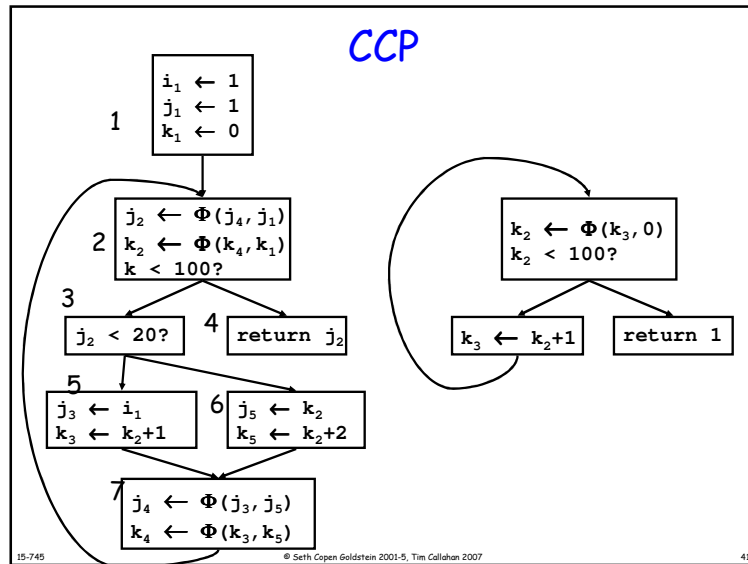 CCP
1
i₁ ← 1
j₁ ← 1
k₁ ← 0
2
j₂ ← Φ(j₄,j₁)
k₂ ← Φ(k₄,k₁)
k < 100?
3
j₂ < 20?
4
return j₂
5
j₃ ← i₁
k₃ ← k₂+1
6
j₅ ← k₂
k₅ ← k₂+2
7
j₄ ← Φ(j₃,j₅)
k₄ ← Φ(k₃,k₅)
k₂ ← Φ(k₃,0)
k₂ < 100?
k₃ ← k₂+1
return 1
15-745
© Seth Copen Goldstein 2001-5, Tim Callahan 2007
41